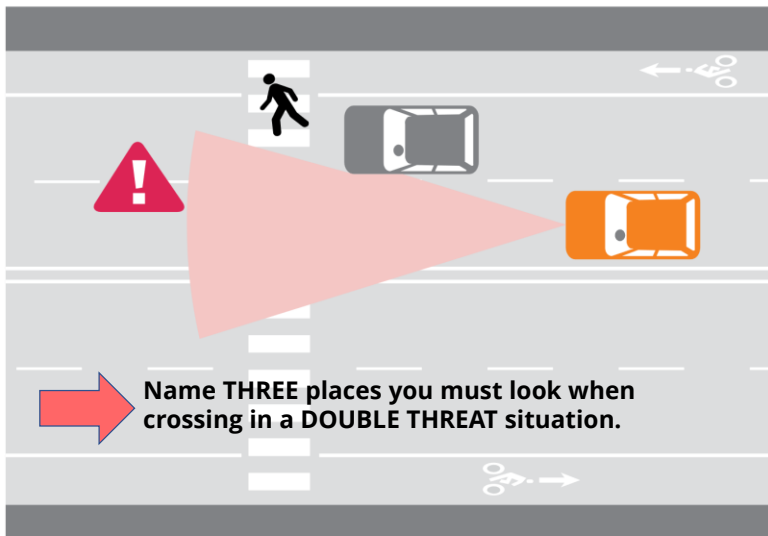 Name THREE places you must look when
crossing in a DOUBLE THREAT situation.